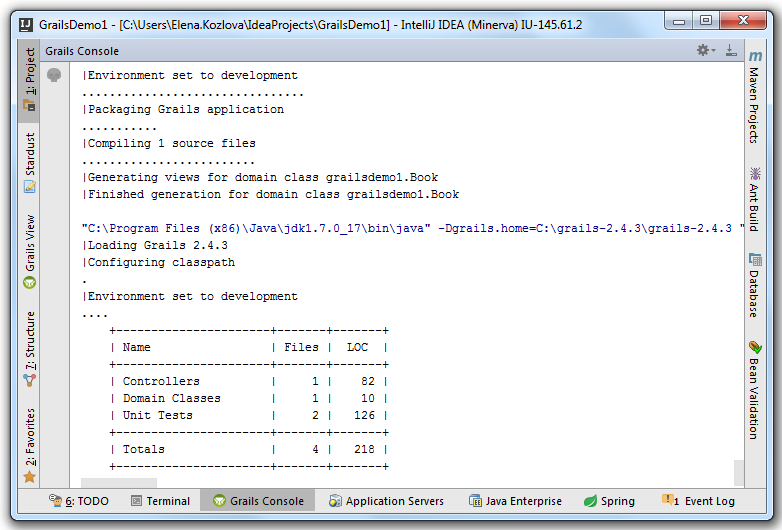 GrailsDemo1 - [C:\Users\Elena.Kozlova\IdeaProjects\GrailsDemo1] - IntelliJ IDEA (Minerva) IU-145.61.2
Grails Console
1: Project
Stardust
Grails View
7: Structure
2: Favorites
|Environment set to development
................................
|Packaging Grails application
...........
|Compiling 1 source files
.........................
|Generating views for domain class grailsdemo1.Book
|Finished generation for domain class grailsdemo1.Book
"C:\Program Files (x86)\Java\jdk1.7.0_17\bin\java" -Dgrails.home=C:\grails-2.4.3\grails-2.4.3 "
|Loading Grails 2.4.3
|Configuring classpath
.
|Environment set to development
....
+----------------------+-------+-------+
| Name                 | Files |  LOC  |
+----------------------+-------+-------+
| Controllers          |     1 |    82 |
| Domain Classes       |     1 |    10 |
| Unit Tests           |     2 |   126 |
+----------------------+-------+-------+
| Totals               |     4 |   218 |
+----------------------+-------+-------+
m Maven Projects
Ant Build
Database
Bean Validation
6: TODO
Terminal
Grails Console
Application Servers
Java Enterprise
Spring
1 Event Log